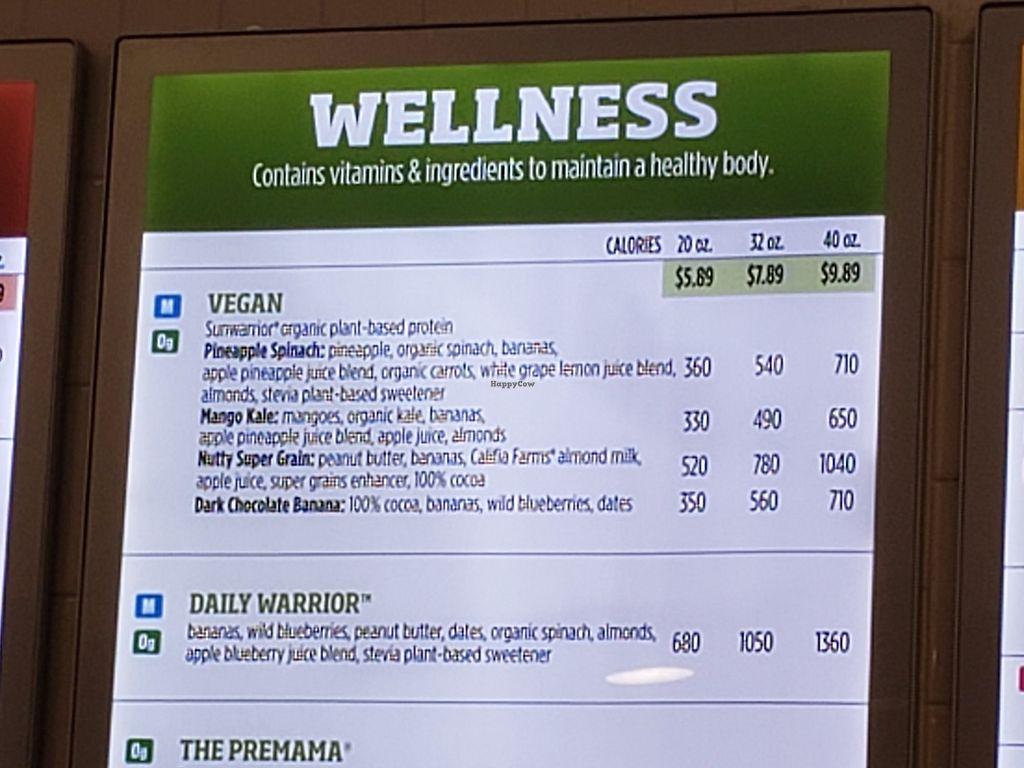 WELLNESS
Contains vitamins & ingredients to maintain a healthy body.
CALORIES 20 oz. 32 oz. 40 oz.
$5.89 $7.89 $9.89
M VEGAN
0g Sunwarrior® organic plant-based protein
Pineapple Spinach: pineapple, organic spinach, bananas,
apple pineapple juice blend, organic carrots, white grape lemon juice blend, 360 540 710
HappyCow
almonds, stevia plant-based sweetener
Mango Kale: mangoes, organic kale, bananas, 330 490 650
apple pineapple juice blend, apple juice, almonds
Nutty Super Grain: peanut butter, bananas, Califia Farms® almond milk, 520 780 1040
apple juice, super grains enhancer, 100% cocoa
Dark Chocolate Banana: 100% cocoa, bananas, wild blueberries, dates 350 560 710
M DAILY WARRIOR™
0g bananas, wild blueberries, peanut butter, dates, organic spinach, almonds, 680 1050 1360
apple blueberry juice blend, stevia plant-based sweetener
0g THE PREMAMA®